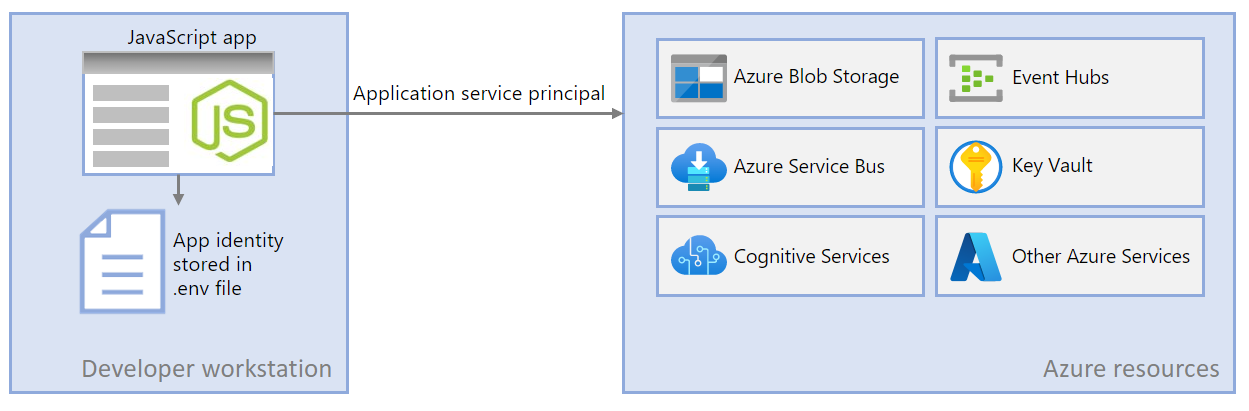 JavaScript app
JS
App identity
stored in
.env file
Developer workstation
Application service principal
Azure Blob Storage
Event Hubs
Azure Service Bus
Key Vault
Cognitive Services
Other Azure Services
Azure resources